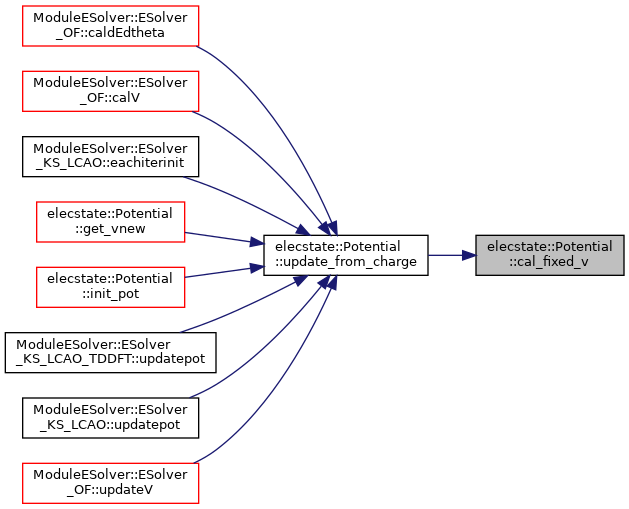 ModuleESolver::ESolver
_OF::caldEdtheta
ModuleESolver::ESolver
_OF::calV
ModuleESolver::ESolver
_KS_LCAO::eachiterinit
elecstate::Potential
::get_vnew
elecstate::Potential
::init_pot
ModuleESolver::ESolver
_KS_LCAO_TDDFT::updatepot
ModuleESolver::ESolver
_KS_LCAO::updatepot
ModuleESolver::ESolver
_OF::updateV
elecstate::Potential
::update_from_charge
elecstate::Potential
::cal_fixed_v